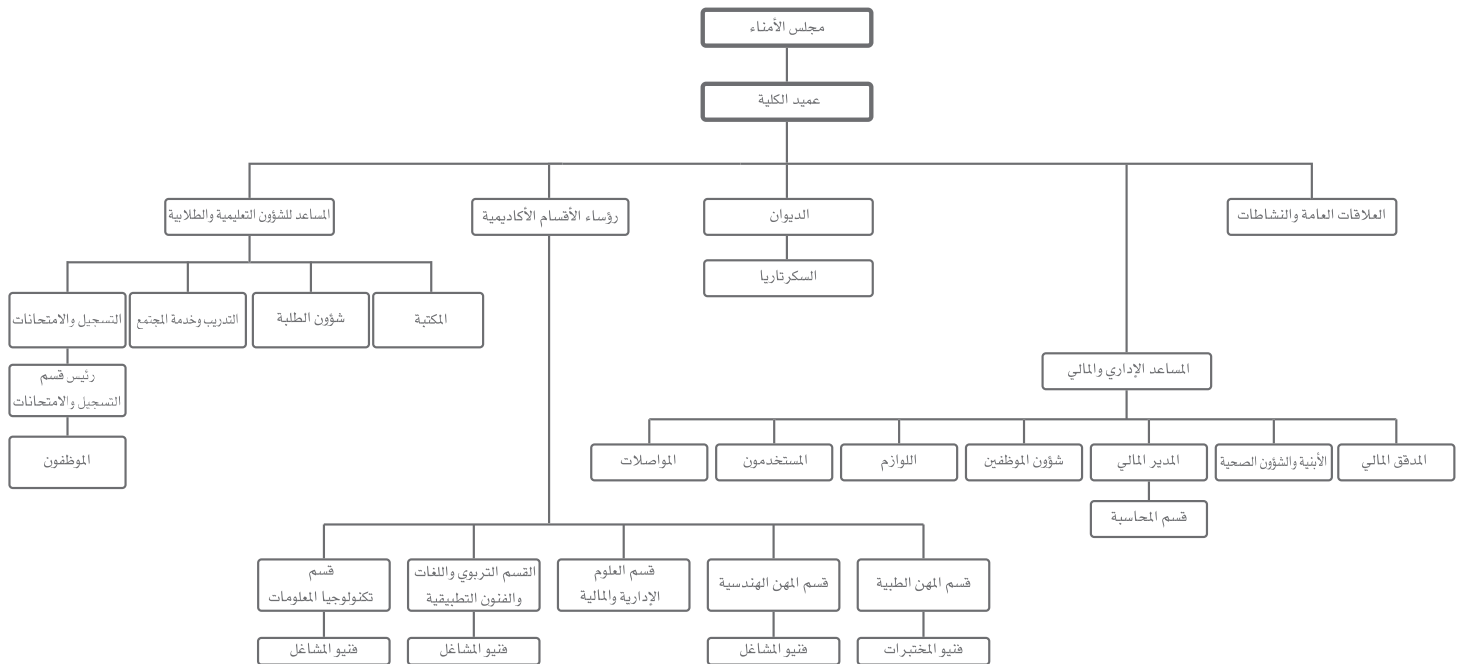 مجلس الأمناء
عميد الكلية
العلاقات العامة والنشاطات
الديوان
رؤساء الأقسام الأكاديمية
المساعد للشؤون التعليمية والطلابية
السكرتاريا
المكتبة
شؤون الطلبة
التدريب وخدمة المجتمع
التسجيل والامتحانات
المساعد الإداري والمالي
رئيس قسم
التسجيل والامتحانات
الموظفون
المدقق المالي
الأبنية والشؤون الصحية
المدير المالي
شؤون الموظفين
اللوازم
المستخدمون
المواصلات
قسم المحاسبة
قسم المهن الطبية
قسم المهن الهندسية
قسم العلوم
الإدارية والمالية
القسم التربوي واللغات
والفنون التطبيقية
قسم
تكنولوجيا المعلومات
فنيو المختبرات
فنيو المشاغل
فنيو المشاغل
فنيو المشاغل